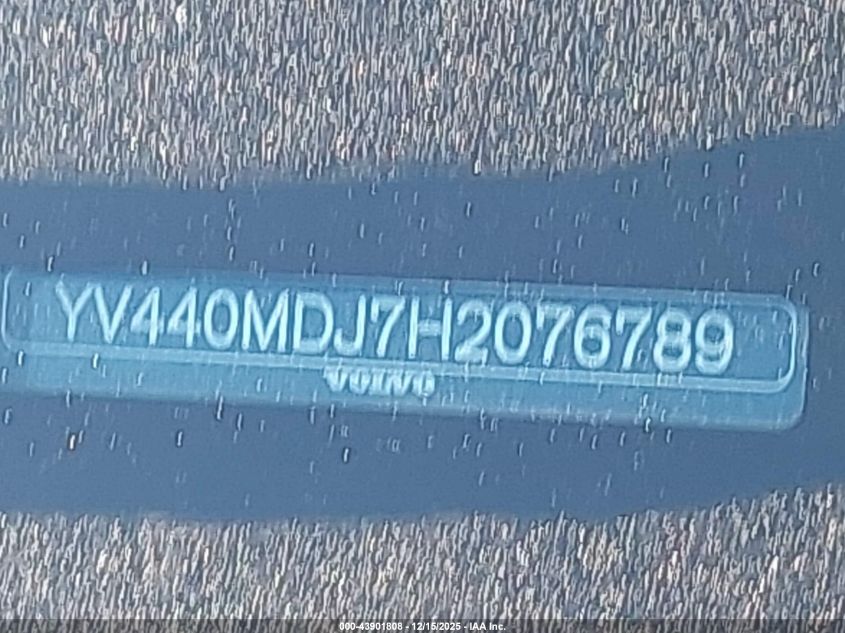 YV440MDJ7H2076789
VOLVO
000-43901808 - 12/15/2025 - IAA Inc.